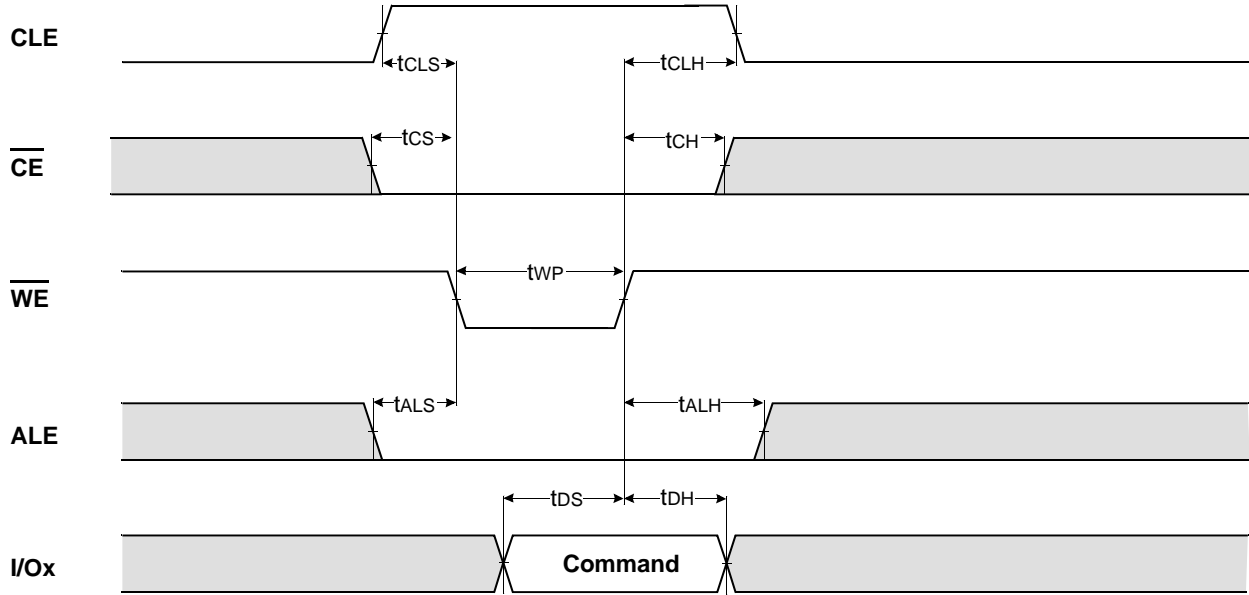 CLE
tCLS
tCLH
CE
tCS
tCH
WE
tWP
ALE
tALS
tALH
tDS
tDH
I/Ox
Command